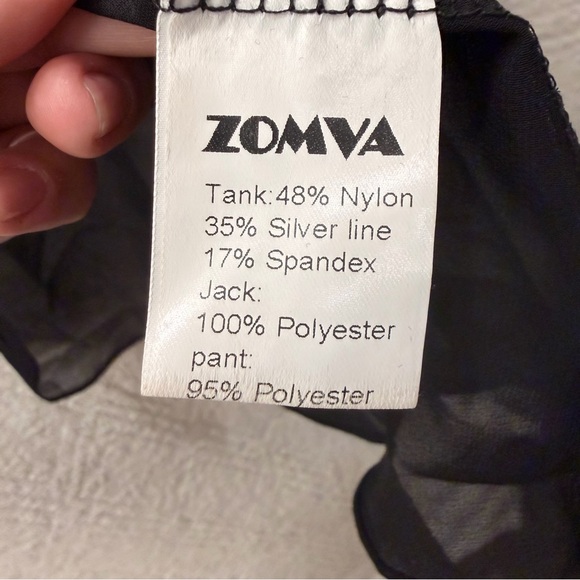 ZOMVA
Tank:48% Nylon
35% Silver line
17% Spandex
Jack:
100% Polyester
pant:
95% Polyester